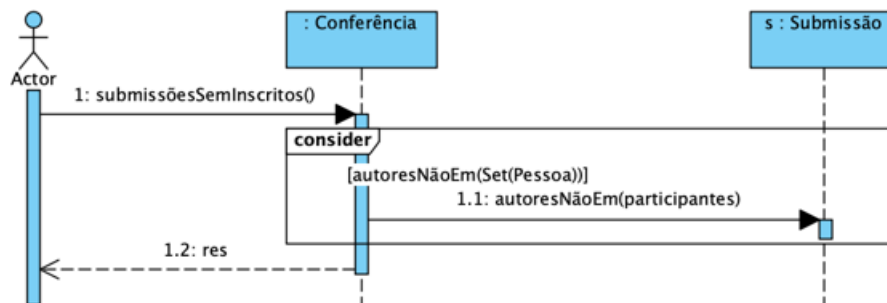 : Conferência
s : Submissão
Actor
1: submissõesSemInscritos()
consider
[autoresNãoEm(Set(Pessoa))]
1.1: autoresNãoEm(participantes)
1.2: res